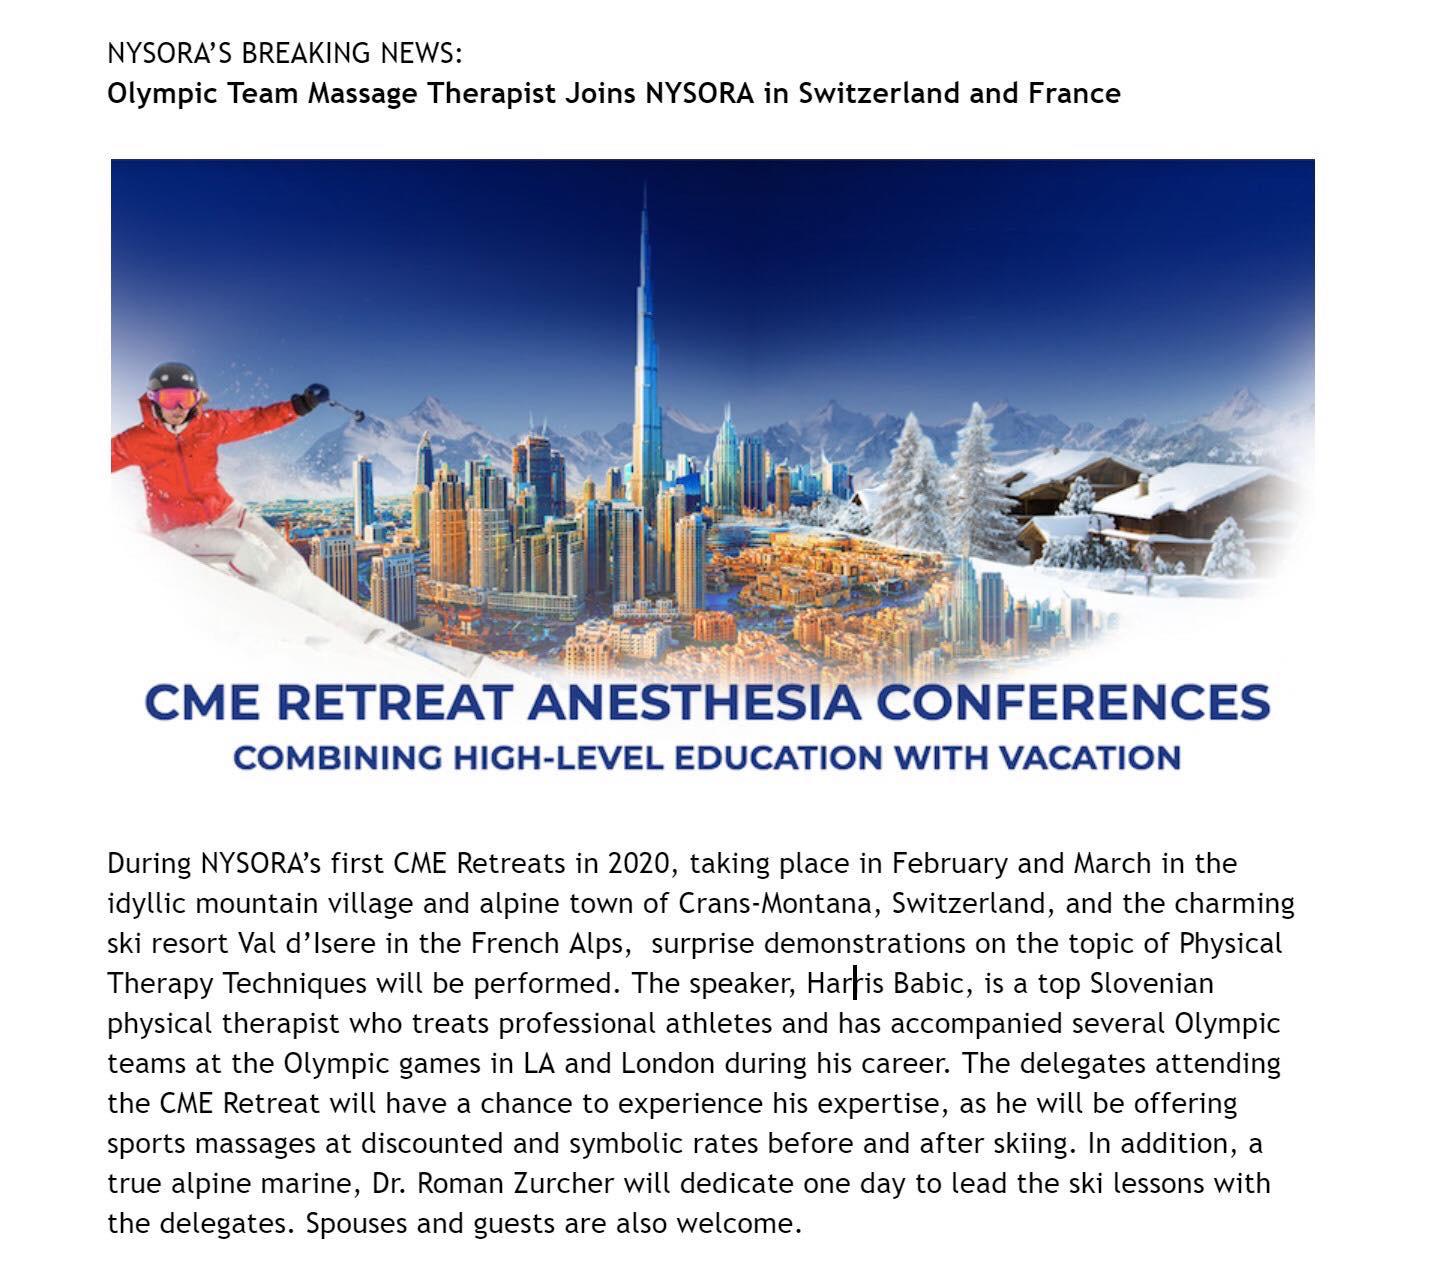 NYSORA’S BREAKING NEWS:
Olympic Team Massage Therapist Joins NYSORA in Switzerland and France
CME RETREAT ANESTHESIA CONFERENCES
COMBINING HIGH-LEVEL EDUCATION WITH VACATION
During NYSORA’s first CME Retreats in 2020, taking place in February and March in the
idyllic mountain village and alpine town of Crans-Montana, Switzerland, and the charming
ski resort Val d’Isere in the French Alps,  surprise demonstrations on the topic of Physical
Therapy Techniques will be performed. The speaker, Harris Babic, is a top Slovenian
physical therapist who treats professional athletes and has accompanied several Olympic
teams at the Olympic games in LA and London during his career. The delegates attending
the CME Retreat will have a chance to experience his expertise, as he will be offering
sports massages at discounted and symbolic rates before and after skiing. In addition, a
true alpine marine, Dr. Roman Zurcher will dedicate one day to lead the ski lessons with
the delegates. Spouses and guests are also welcome.